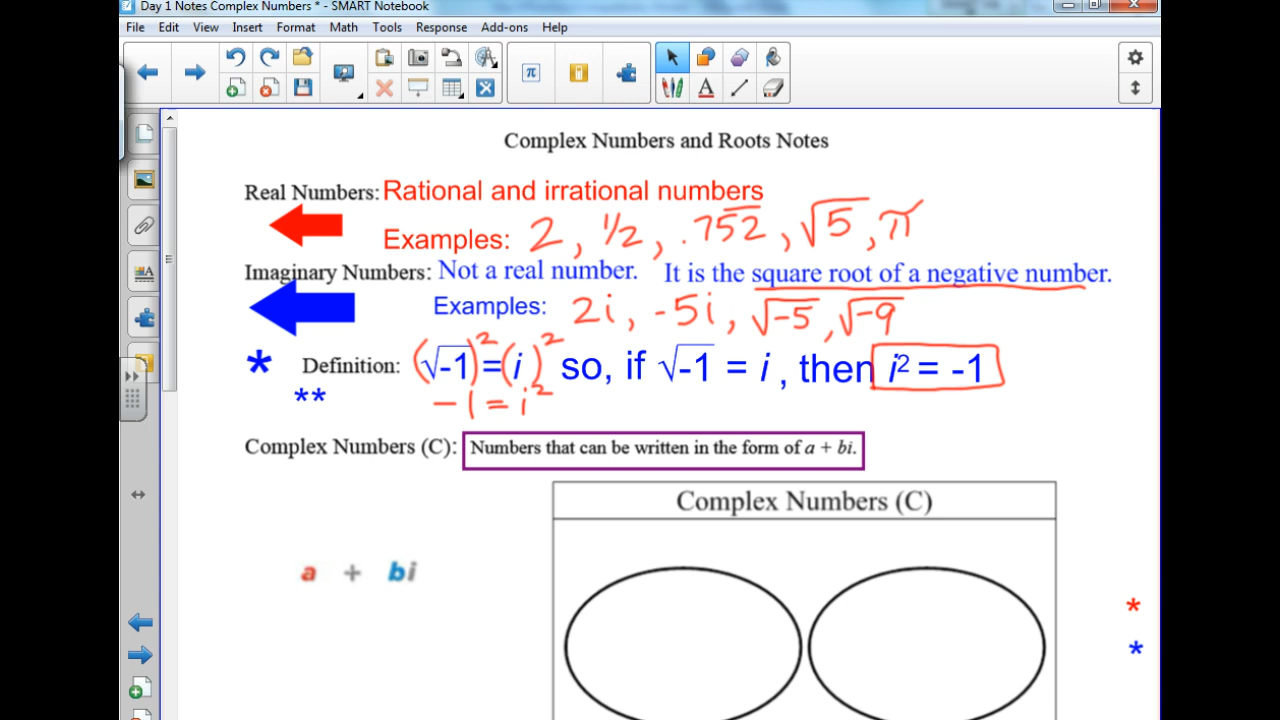 Day 1 Notes Complex Numbers * - SMART Notebook
File Edit View Insert Format Math Tools Response Add-ons Help
Complex Numbers and Roots Notes
Real Numbers: Rational and irrational numbers
Examples: 2, 1/2, .75̅2̅, √5, π
Imaginary Numbers: Not a real number. It is the square root of a negative number.
Examples: 2i, -5i, √-5, √-9
* Definition: (√-1)² = (i)² so, if √-1 = i, then i² = -1
** -1 = i²
Complex Numbers (C): Numbers that can be written in the form of a + bi.
Complex Numbers (C)
a + bi
*
*